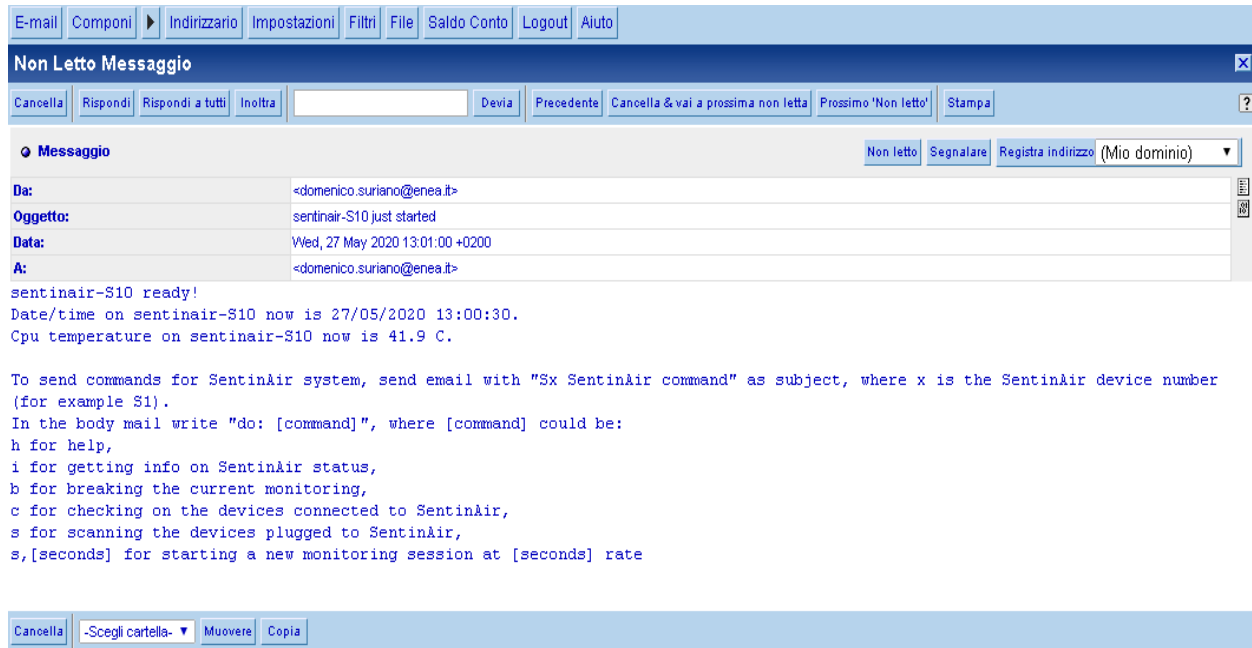 E-mail Componi Indirizzario Impostazioni Filtri File Saldo Conto Logout Aiuto
Non Letto Messaggio
Cancella Rispondi Rispondi a tutti Inoltra Devia Precedente Cancella & vai a prossima non letta Prossimo 'Non letto' Stampa ?
Messaggio Non letto Segnalare Registra indirizzo (Mio dominio)
Da: <domenico.suriano@enea.it>
Oggetto: sentinair-S10 just started
Data: Wed, 27 May 2020 13:01:00 +0200
A: <domenico.suriano@enea.it>
sentinair-S10 ready!
Date/time on sentinair-S10 now is 27/05/2020 13:00:30.
Cpu temperature on sentinair-S10 now is 41.9 C.
To send commands for SentinAir system, send email with "Sx SentinAir command" as subject, where x is the SentinAir device number
(for example S1).
In the body mail write "do: [command]", where [command] could be:
h for help,
i for getting info on SentinAir status,
b for breaking the current monitoring,
c for checking on the devices connected to SentinAir,
s for scanning the devices plugged to SentinAir,
s,[seconds] for starting a new monitoring session at [seconds] rate
Cancella -Scegli cartella- Muovere Copia